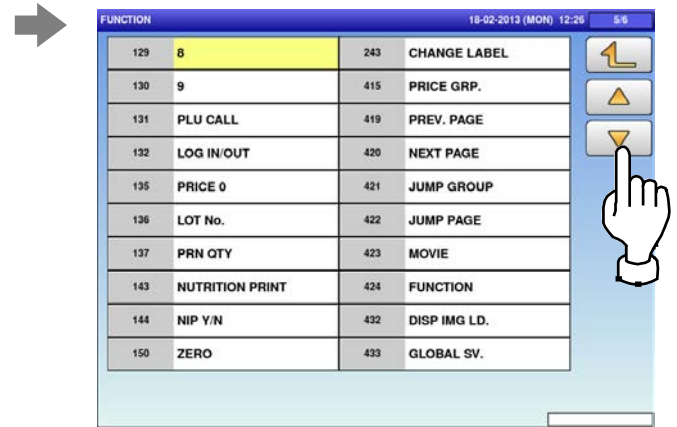 FUNCTION 18-02-2013 (MON) 12:26 5/6
129 8 243 CHANGE LABEL
130 9 415 PRICE GRP.
131 PLU CALL 419 PREV. PAGE
132 LOG IN/OUT 420 NEXT PAGE
135 PRICE 0 421 JUMP GROUP
136 LOT No. 422 JUMP PAGE
137 PRN QTY 423 MOVIE
143 NUTRITION PRINT 424 FUNCTION
144 NIP Y/N 432 DISP IMG LD.
150 ZERO 433 GLOBAL SV.